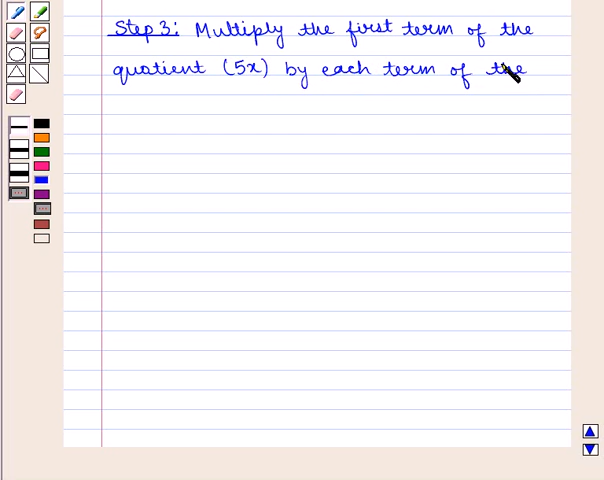 Step 3: Multiply the first term of the
quotient (5x) by each term of the